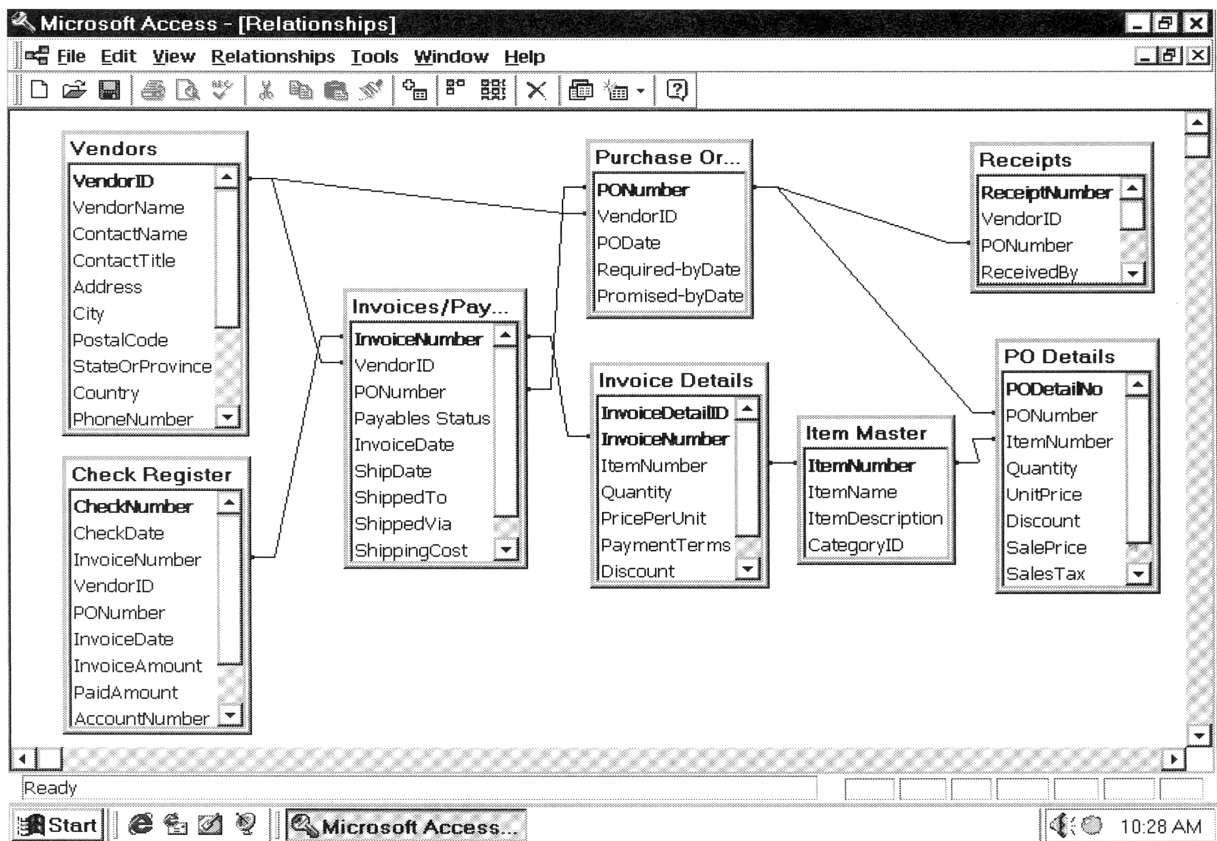 Microsoft Access - [Relationships]
File Edit View Relationships Tools Window Help
Vendors
VendorID
VendorName
ContactName
ContactTitle
Address
City
PostalCode
StateOrProvince
Country
PhoneNumber
Check Register
CheckNumber
CheckDate
InvoiceNumber
VendorID
PONumber
InvoiceDate
InvoiceAmount
PaidAmount
AccountNumber
Invoices/Pay...
InvoiceNumber
VendorID
PONumber
Payables Status
InvoiceDate
ShipDate
ShippedTo
ShippedVia
ShippingCost
Purchase Or...
PONumber
VendorID
PODate
Required-byDate
Promised-byDate
Invoice Details
InvoiceDetailID
InvoiceNumber
ItemNumber
Quantity
PricePerUnit
PaymentTerms
Discount
Item Master
ItemNumber
ItemName
ItemDescription
CategoryID
Receipts
ReceiptNumber
VendorID
PONumber
ReceivedBy
PO Details
PODetailNo
PONumber
ItemNumber
Quantity
UnitPrice
Discount
SalePrice
SalesTax
Ready
Start Microsoft Access... 10:28 AM